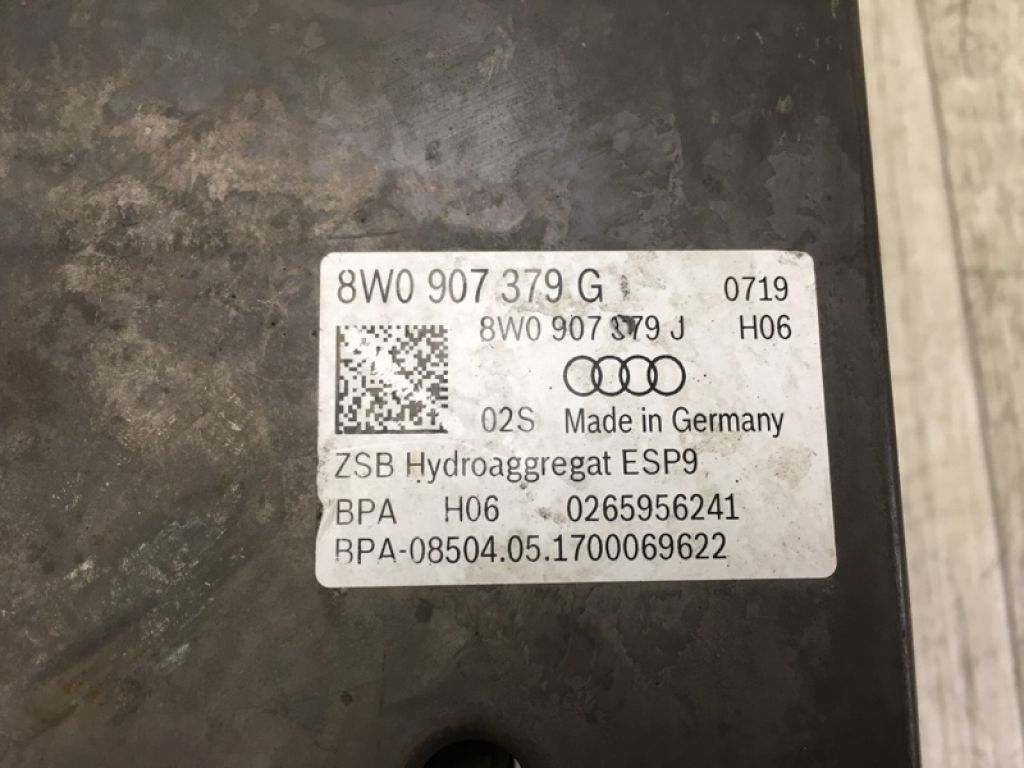 8W0 907 379 G 0719
8W0 907 379 J H06
02S Made in Germany
ZSB Hydroaggregat ESP9
BPA H06 0265956241
BPA-08504.05.1700069622